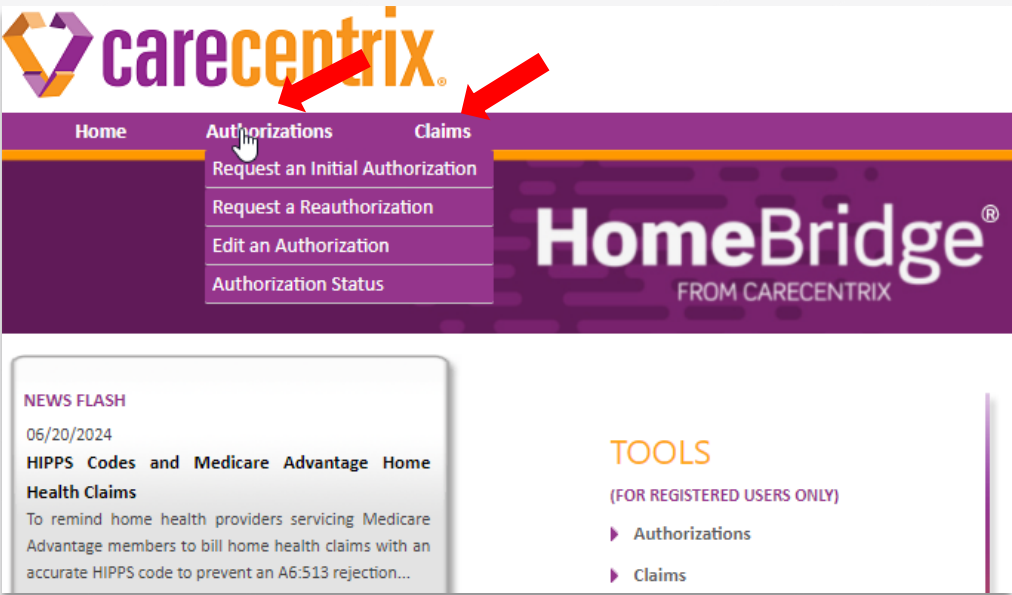 carecentrix®
Home Authorizations Claims
Request an Initial Authorization
Request a Reauthorization
Edit an Authorization
Authorization Status
HomeBridge®
FROM CARECENTRIX
NEWS FLASH
06/20/2024
HIPPS Codes and Medicare Advantage Home
Health Claims
To remind home health providers servicing Medicare
Advantage members to bill home health claims with an
accurate HIPPS code to prevent an A6:513 rejection...
TOOLS
(FOR REGISTERED USERS ONLY)
Authorizations
Claims